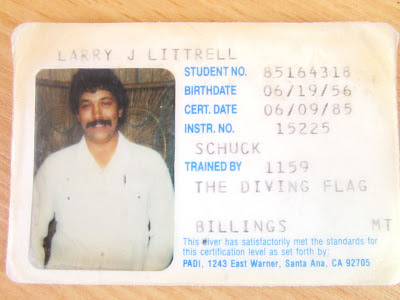 LARRY J LITTRELL
STUDENT NO. 85164318
BIRTHDATE 06/19/56
CERT. DATE 06/09/85
INSTR. NO. 15225
SCHUCK
TRAINED BY 1159
THE DIVING FLAG
BILLINGS MT
This diver has satisfactorily met the standards for
this certification level as set forth by:
PADI, 1243 East Warner, Santa Ana, CA 92705